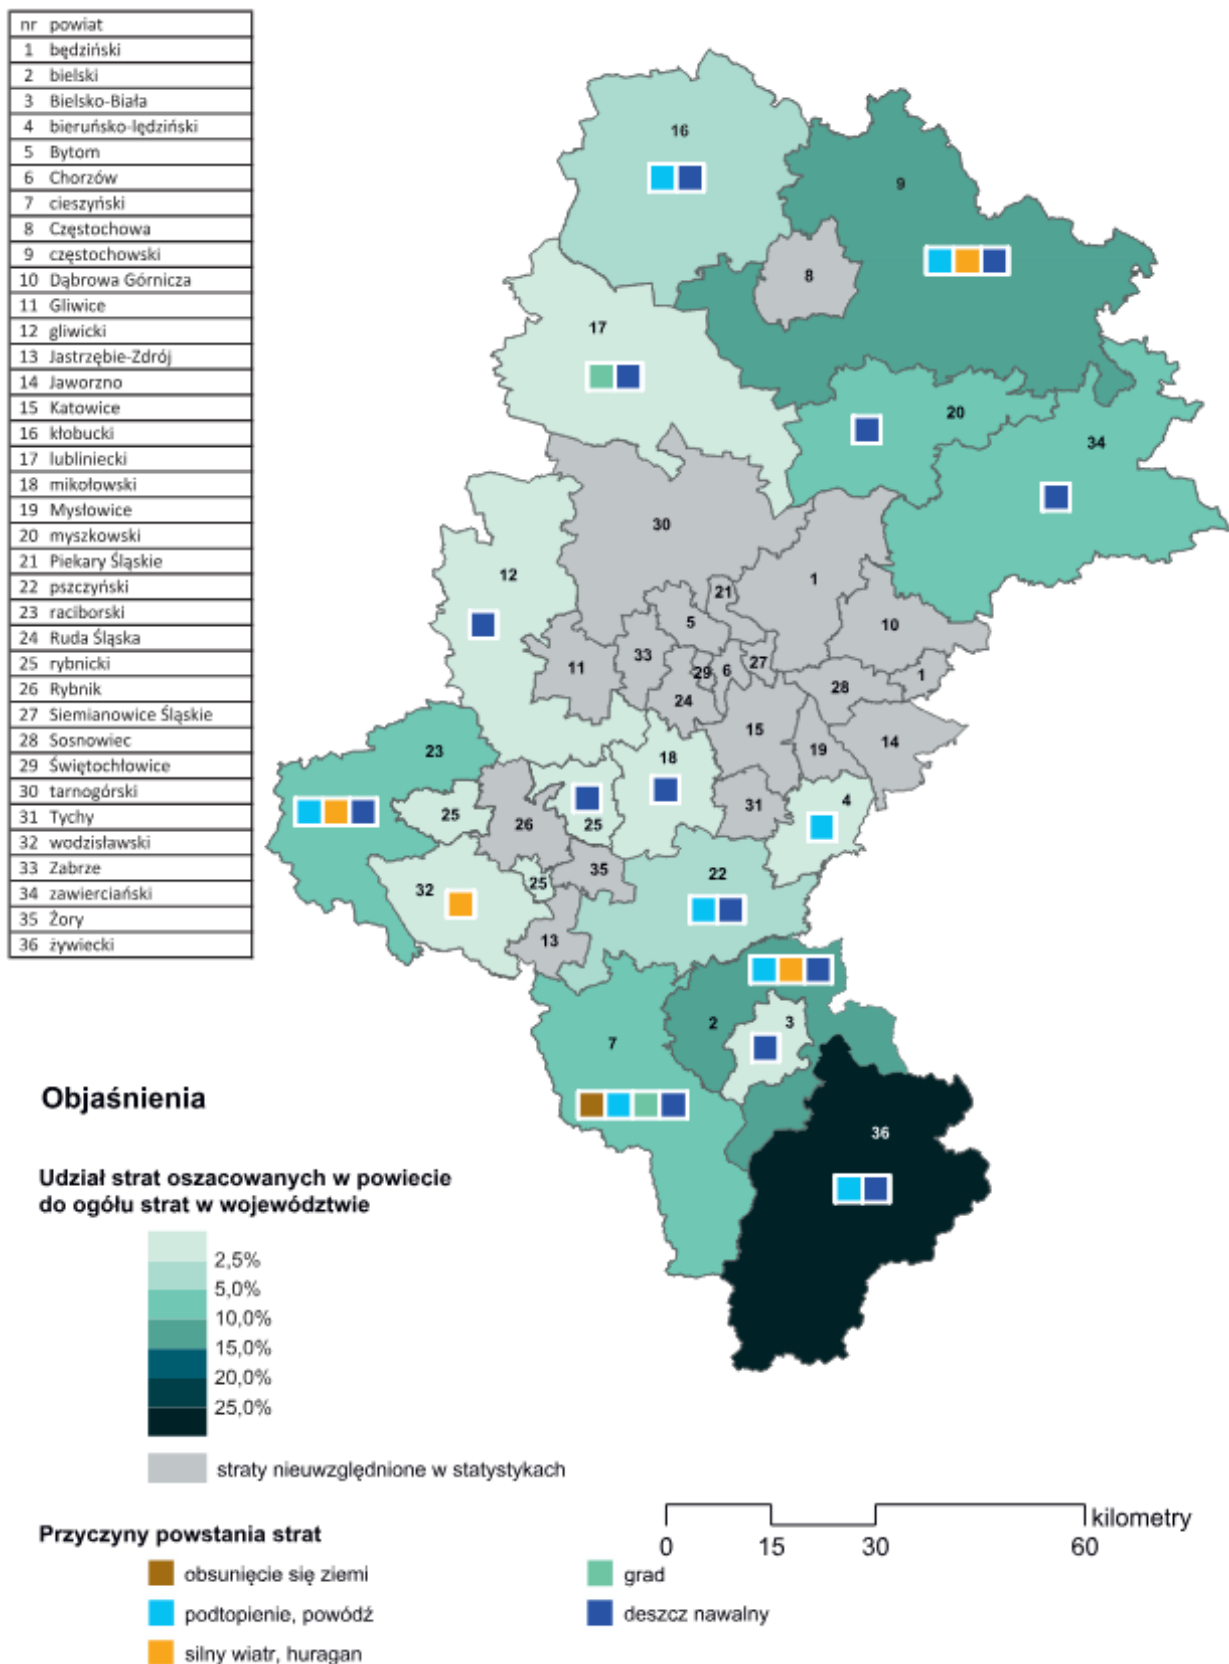 nr powiat
1 będziński
2 bielski
3 Bielsko-Biała
4 bieruńsko-lędziński
5 Bytom
6 Chorzów
7 cieszyński
8 Częstochowa
9 częstochowski
10 Dąbrowa Górnicza
11 Gliwice
12 gliwicki
13 Jastrzębie-Zdrój
14 Jaworzno
15 Katowice
16 kłobucki
17 lubliniecki
18 mikołowski
19 Mysłowice
20 myszkowski
21 Piekary Śląskie
22 pszczyński
23 raciborski
24 Ruda Śląska
25 rybnicki
26 Rybnik
27 Siemianowice Śląskie
28 Sosnowiec
29 Świętochłowice
30 tarnogórski
31 Tychy
32 wodzisławski
33 Zabrze
34 zawierciański
35 Żory
36 żywiecki
16
9
8
17
20
34
30
12
1
21
10
5
33
11
29
6
27
1
28
24
23
15
14
18
19
4
31
25
26
25
35
22
32
25
13
3
2
7
36
Objaśnienia
Udział strat oszacowanych w powiecie
do ogółu strat w województwie
2,5%
5,0%
10,0%
15,0%
20,0%
25,0%
straty nieuwzględnione w statystykach
kilometry
0 15 30 60
Przyczyny powstania strat
obsunięcie się ziemi
podtopienie, powódź
silny wiatr, huragan
grad
deszcz nawalny